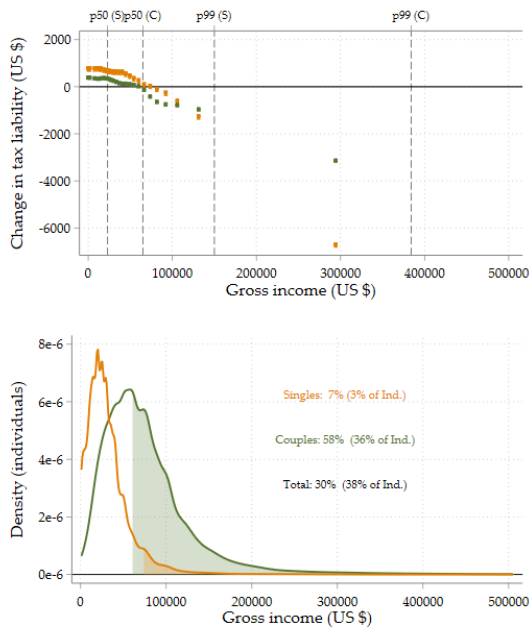 p50 (S)p50 (C) p99 (S) p99 (C)
Change in tax liability (US $)
2000
0
-2000
-4000
-6000
0 100000 200000 300000 400000 500000
Gross income (US $)
Density (individuals)
8e-6
6e-6
4e-6
2e-6
0e-6
Singles: 7% (3% of Ind.)
Couples: 58% (36% of Ind.)
Total: 30% (38% of Ind.)
0 100000 200000 300000 400000 500000
Gross income (US $)